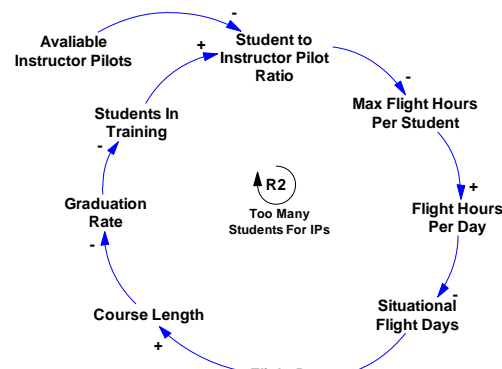 Avaliable
Instructor Pilots
-
Student to
Instructor Pilot
Ratio
+
-
Max Flight Hours
Per Student
Students In
Training
-
R2
Too Many
Students For IPs
+
Flight Hours
Per Day
Graduation
Rate
-
-
Situational
Flight Days
Course Length
+